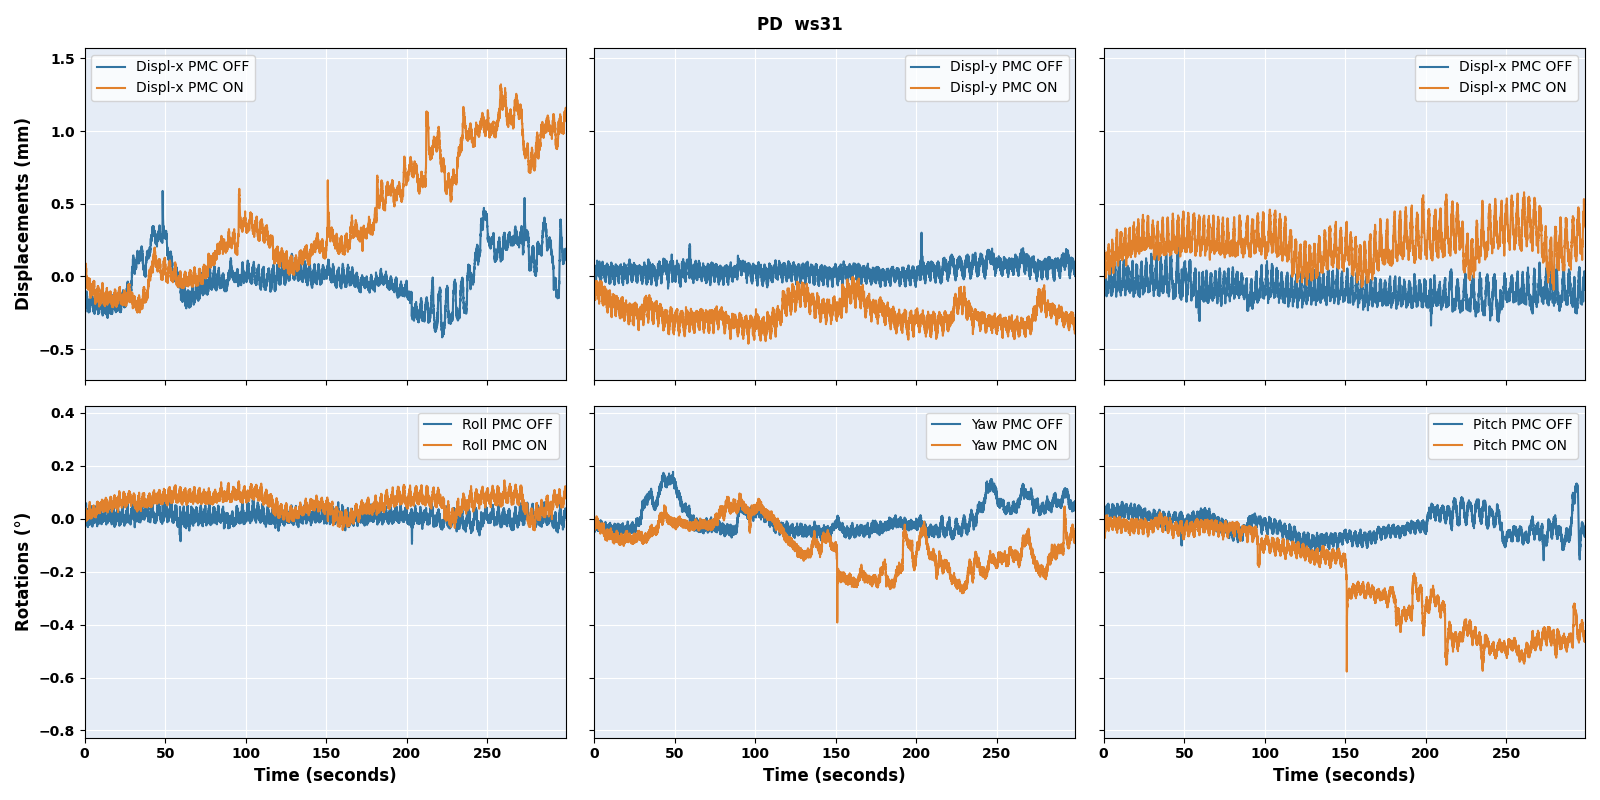 PD  ws31
Displacements (mm)
1.5
1.0
0.5
0.0
−0.5
Displ-x PMC OFF
Displ-x PMC ON
Displ-y PMC OFF
Displ-y PMC ON
Displ-x PMC OFF
Displ-x PMC ON
Rotations (°)
0.4
0.2
0.0
−0.2
−0.4
−0.6
−0.8
Roll PMC OFF
Roll PMC ON
Yaw PMC OFF
Yaw PMC ON
Pitch PMC OFF
Pitch PMC ON
0 50 100 150 200 250
0 50 100 150 200 250
0 50 100 150 200 250
Time (seconds)
Time (seconds)
Time (seconds)